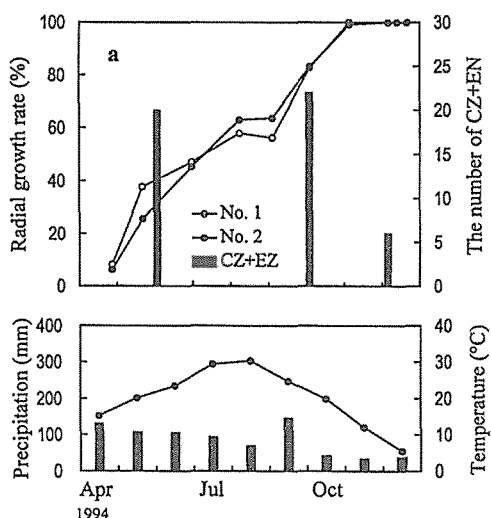 a
Radial growth rate (%)
100
80
60
40
20
0
The number of CZ+EN
30
25
20
15
10
5
0
No. 1
No. 2
CZ+EZ
Precipitation (mm)
400
300
200
100
0
Temperature (°C)
40
30
20
10
0
Apr Jul Oct
1994